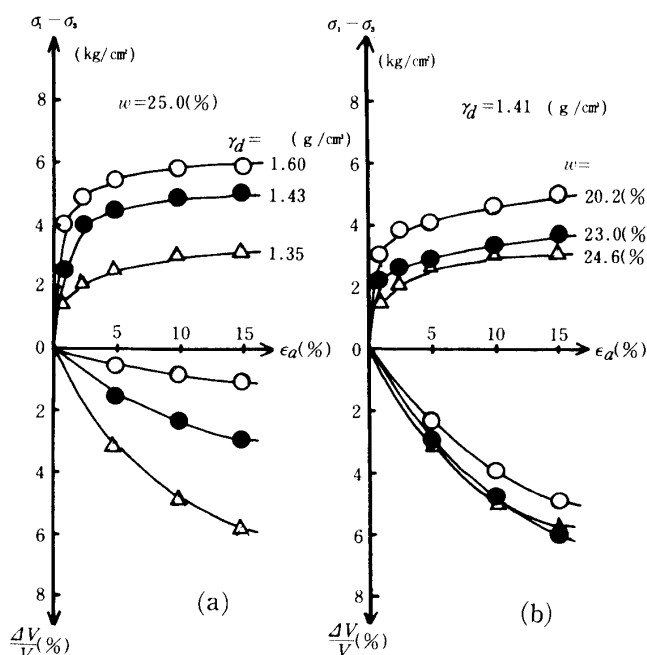 σ₁ − σ₃
(kg/cm²)
8
6
4
2
0
2
4
6
8
w=25.0(%)
γd= (g/cm³)
1.60
1.43
1.35
5 10 15
ϵa(%)
ΔV/V(%)
(a)
σ₁ − σ₃
(kg/cm²)
8
6
4
2
0
2
4
6
8
γd=1.41 (g/cm³)
w=
20.2(%
23.0(%
24.6(%
5 10 15
ϵa(%)
ΔV/V(%)
(b)